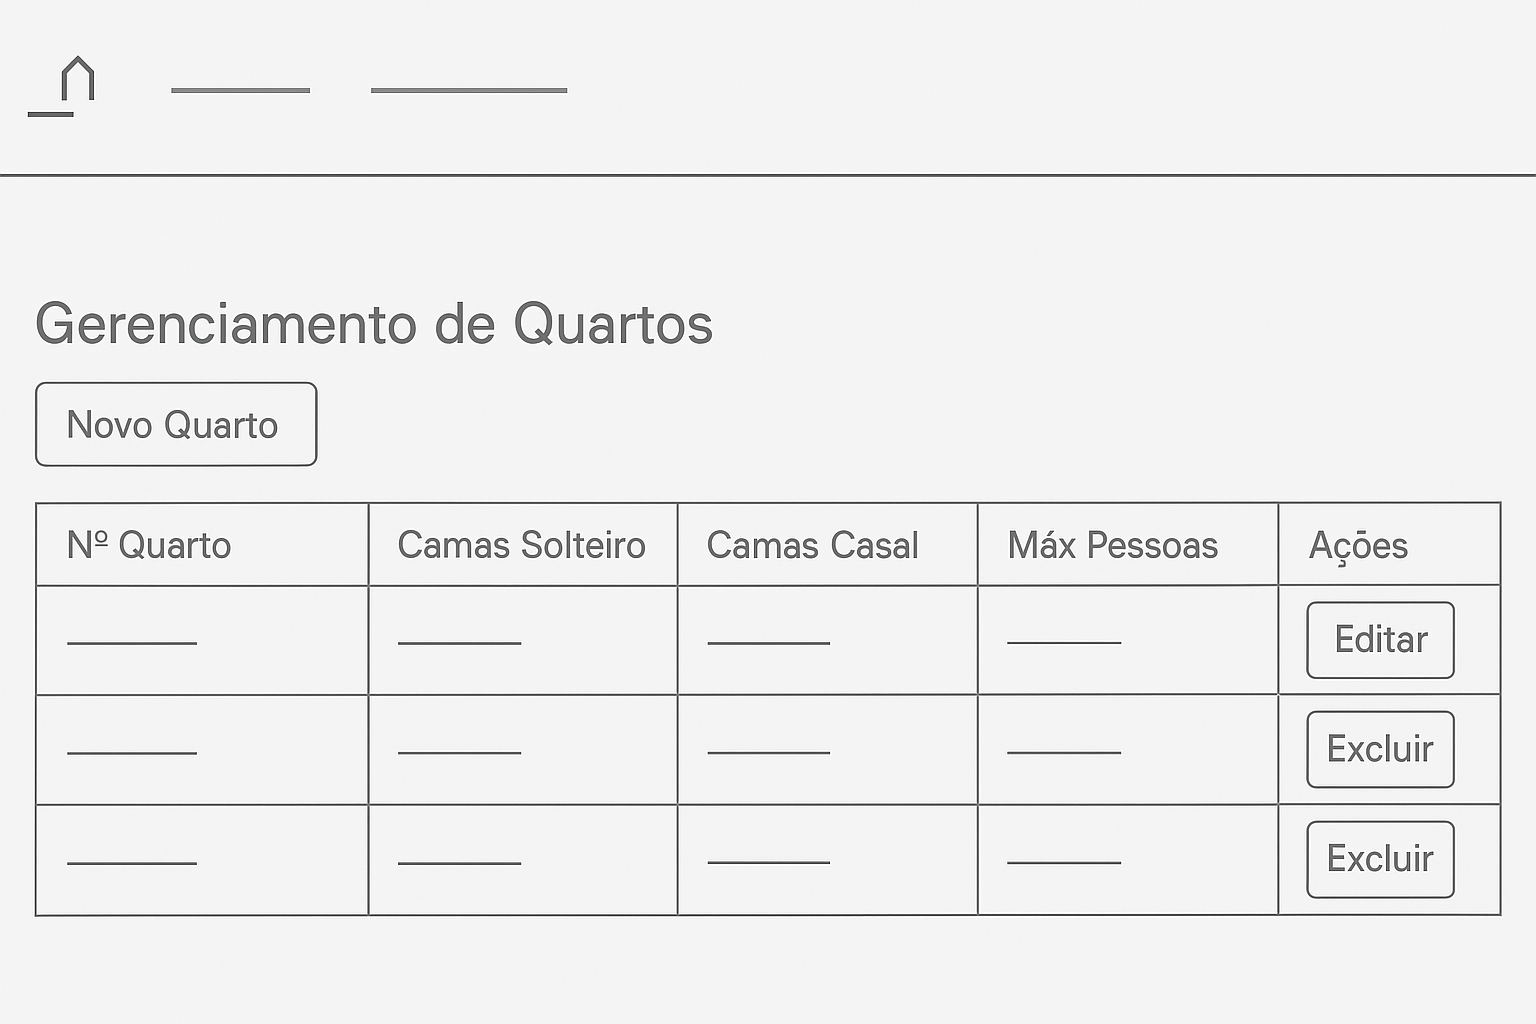 Gerenciamento de Quartos
Novo Quarto
Nº Quarto Camas Solteiro Camas Casal Máx Pessoas Ações
Editar
Excluir
Excluir